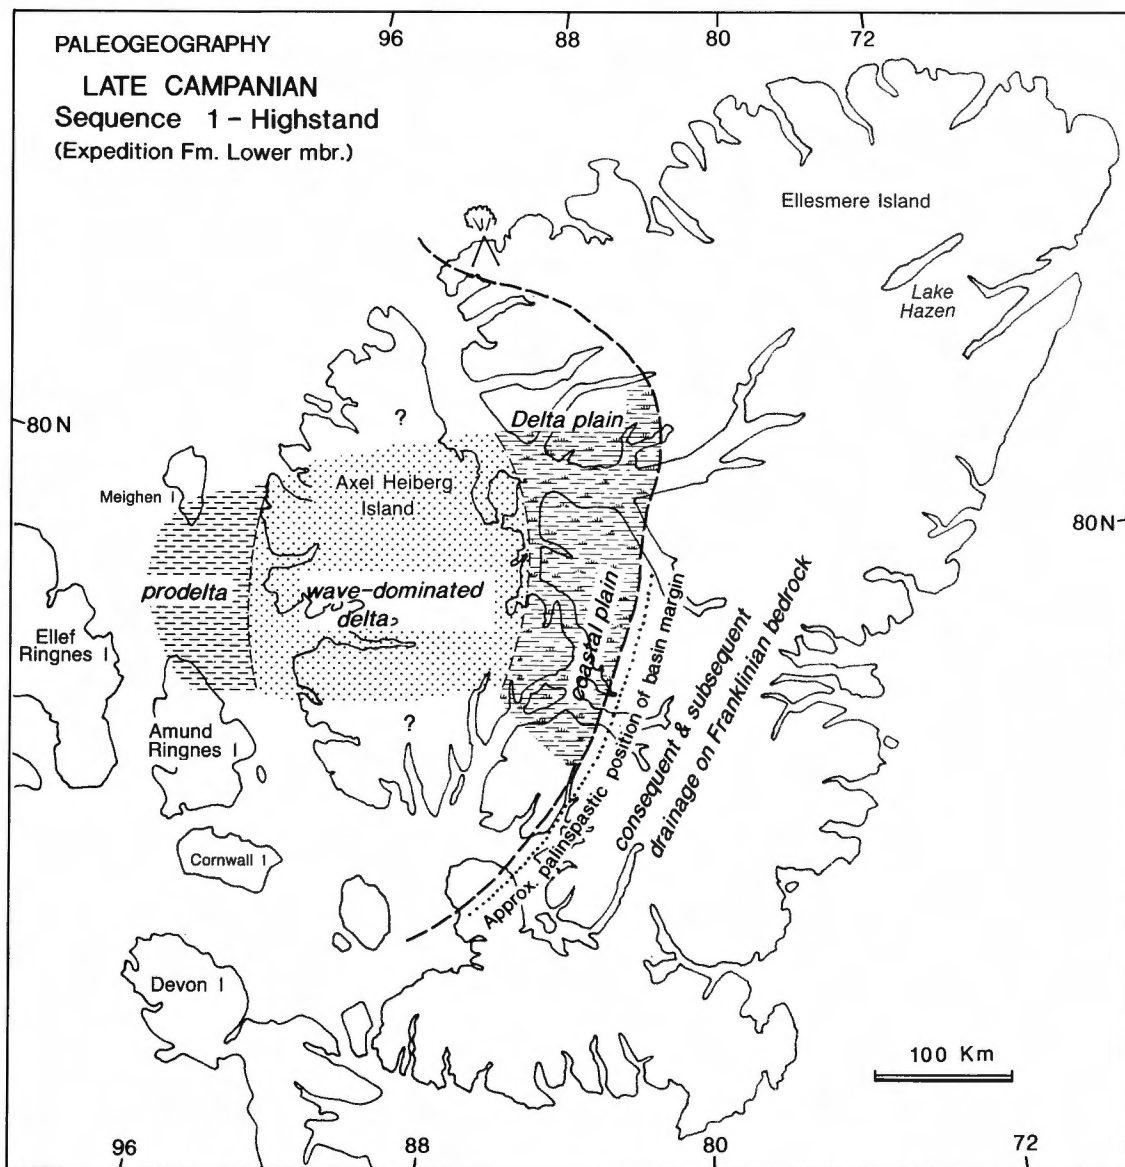 96 88 80 72
PALEOGEOGRAPHY
LATE CAMPANIAN
Sequence 1 - Highstand
(Expedition Fm. Lower mbr.)
Ellesmere Island
Lake
Hazen
80 N
?
Delta plain
Axel Heiberg
Island
Meighen I
80 N
prodelta
wave-dominated
delta
?
coastal plain
Ellef
Ringnes I
Amund
Ringnes I
?
Approx. palinspastic position of basin margin
consequent & subsequent
drainage on Franklinian bedrock
Cornwall I
Devon I
100 Km
96 88 80 72